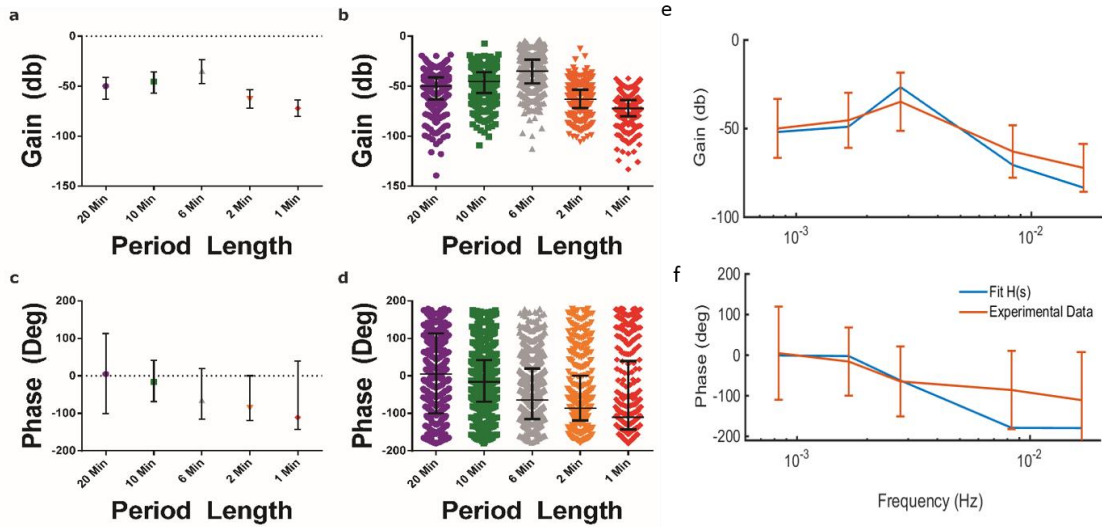 a
Gain (db)
0
-50
-100
-150
20 Min
10 Min
6 Min
2 Min
1 Min
Period Length
b
Gain (db)
0
-50
-100
-150
20 Min
10 Min
6 Min
2 Min
1 Min
Period Length
e
Gain (db)
0
-50
-100
10-3
10-2
c
Phase (Deg)
200
100
0
-100
-200
20 Min
10 Min
6 Min
2 Min
1 Min
Period Length
d
Phase (Deg)
200
100
0
-100
-200
20 Min
10 Min
6 Min
2 Min
1 Min
Period Length
f
Phase (deg)
200
100
0
-100
-200
Fit H(s)
Experimental Data
10-3
10-2
Frequency (Hz)